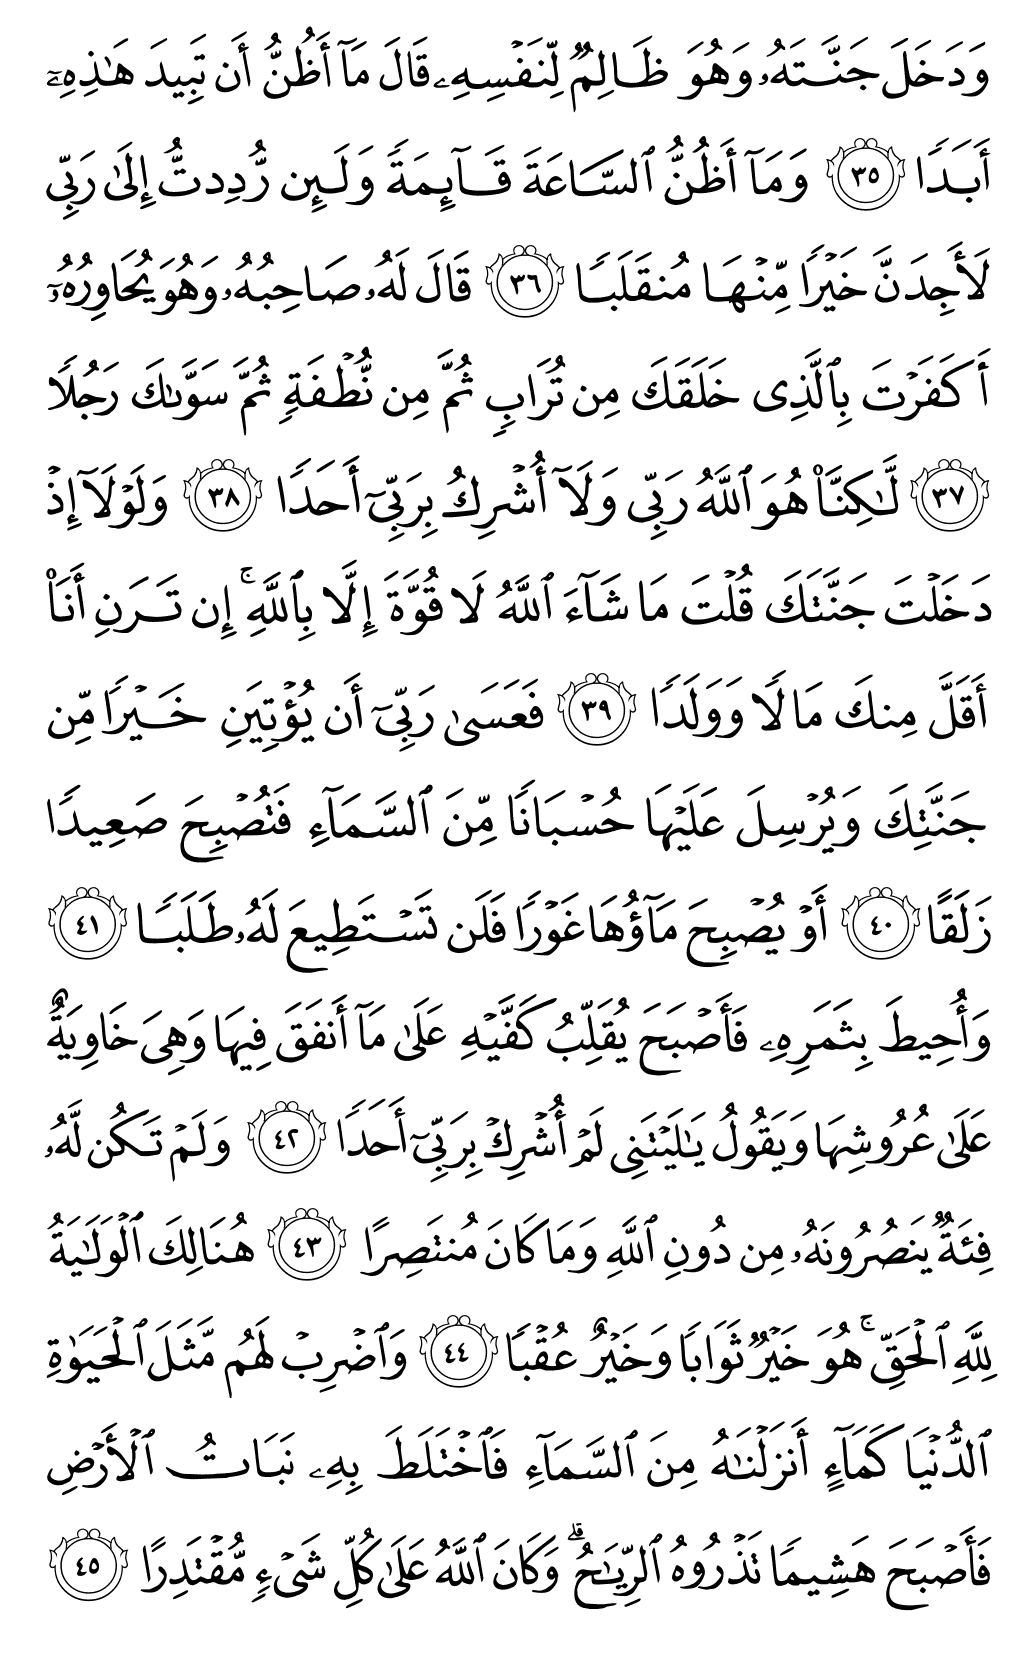 وَدَخَلَ جَنَّتَهُۥ وَهُوَ ظَالِمٌ لِّنَفْسِهِۦ قَالَ مَآ أَظُنُّ أَن تَبِيدَ هَٰذِهِۦٓ
أَبَدًا ٣٥ وَمَآ أَظُنُّ ٱلسَّاعَةَ قَآئِمَةً وَلَئِن رُّدِدتُّ إِلَىٰ رَبِّى
لَأَجِدَنَّ خَيْرًا مِّنْهَا مُنقَلَبًا ٣٦ قَالَ لَهُۥ صَاحِبُهُۥ وَهُوَ يُحَاوِرُهُۥٓ
أَكَفَرْتَ بِٱلَّذِى خَلَقَكَ مِن تُرَابٍ ثُمَّ مِن نُّطْفَةٍ ثُمَّ سَوَّىٰكَ رَجُلًا
٣٧ لَّٰكِنَّا۠ هُوَ ٱللَّهُ رَبِّى وَلَآ أُشْرِكُ بِرَبِّىٓ أَحَدًا ٣٨ وَلَوْلَآ إِذْ
دَخَلْتَ جَنَّتَكَ قُلْتَ مَا شَآءَ ٱللَّهُ لَا قُوَّةَ إِلَّا بِٱللَّهِ ۚ إِن تَرَنِ أَنَا۠
أَقَلَّ مِنكَ مَالًا وَوَلَدًا ٣٩ فَعَسَىٰ رَبِّىٓ أَن يُؤْتِيَنِ خَيْرًا مِّن
جَنَّتِكَ وَيُرْسِلَ عَلَيْهَا حُسْبَانًا مِّنَ ٱلسَّمَآءِ فَتُصْبِحَ صَعِيدًا
زَلَقًا ٤٠ أَوْ يُصْبِحَ مَآؤُهَا غَوْرًا فَلَن تَسْتَطِيعَ لَهُۥ طَلَبًا ٤١
وَأُحِيطَ بِثَمَرِهِۦ فَأَصْبَحَ يُقَلِّبُ كَفَّيْهِ عَلَىٰ مَآ أَنفَقَ فِيهَا وَهِىَ خَاوِيَةٌ
عَلَىٰ عُرُوشِهَا وَيَقُولُ يَٰلَيْتَنِى لَمْ أُشْرِكْ بِرَبِّىٓ أَحَدًا ٤٢ وَلَمْ تَكُن لَّهُۥ
فِئَةٌ يَنصُرُونَهُۥ مِن دُونِ ٱللَّهِ وَمَا كَانَ مُنتَصِرًا ٤٣ هُنَالِكَ ٱلْوَلَٰيَةُ
لِلَّهِ ٱلْحَقِّ ۚ هُوَ خَيْرٌ ثَوَابًا وَخَيْرٌ عُقْبًا ٤٤ وَٱضْرِبْ لَهُم مَّثَلَ ٱلْحَيَوٰةِ
ٱلدُّنْيَا كَمَآءٍ أَنزَلْنَٰهُ مِنَ ٱلسَّمَآءِ فَٱخْتَلَطَ بِهِۦ نَبَاتُ ٱلْأَرْضِ
فَأَصْبَحَ هَشِيمًا تَذْرُوهُ ٱلرِّيَٰحُ ۗ وَكَانَ ٱللَّهُ عَلَىٰ كُلِّ شَىْءٍ مُّقْتَدِرًا ٤٥